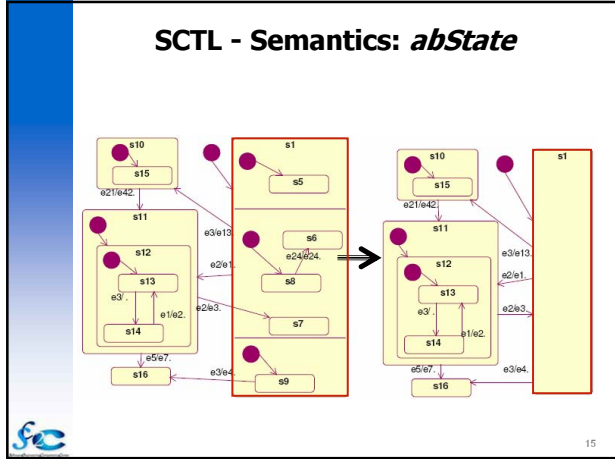 SCTL - Semantics: abState
s10
s15
e21/e42.
s11
s12
s13
e3/ .
e1/e2.
s14
e5/e7.
s16
s1
s5
e3/e13
s6
e24/e24.
e2/e1.
s8
e2/e3.
s7
e3/e4.
s9
s10
s15
e21/e42.
s11
s12
s13
e3/ .
e1/e2.
s14
e5/e7.
s16
s1
e3/e13.
e2/e1.
e2/e3.
e3/e4.
15